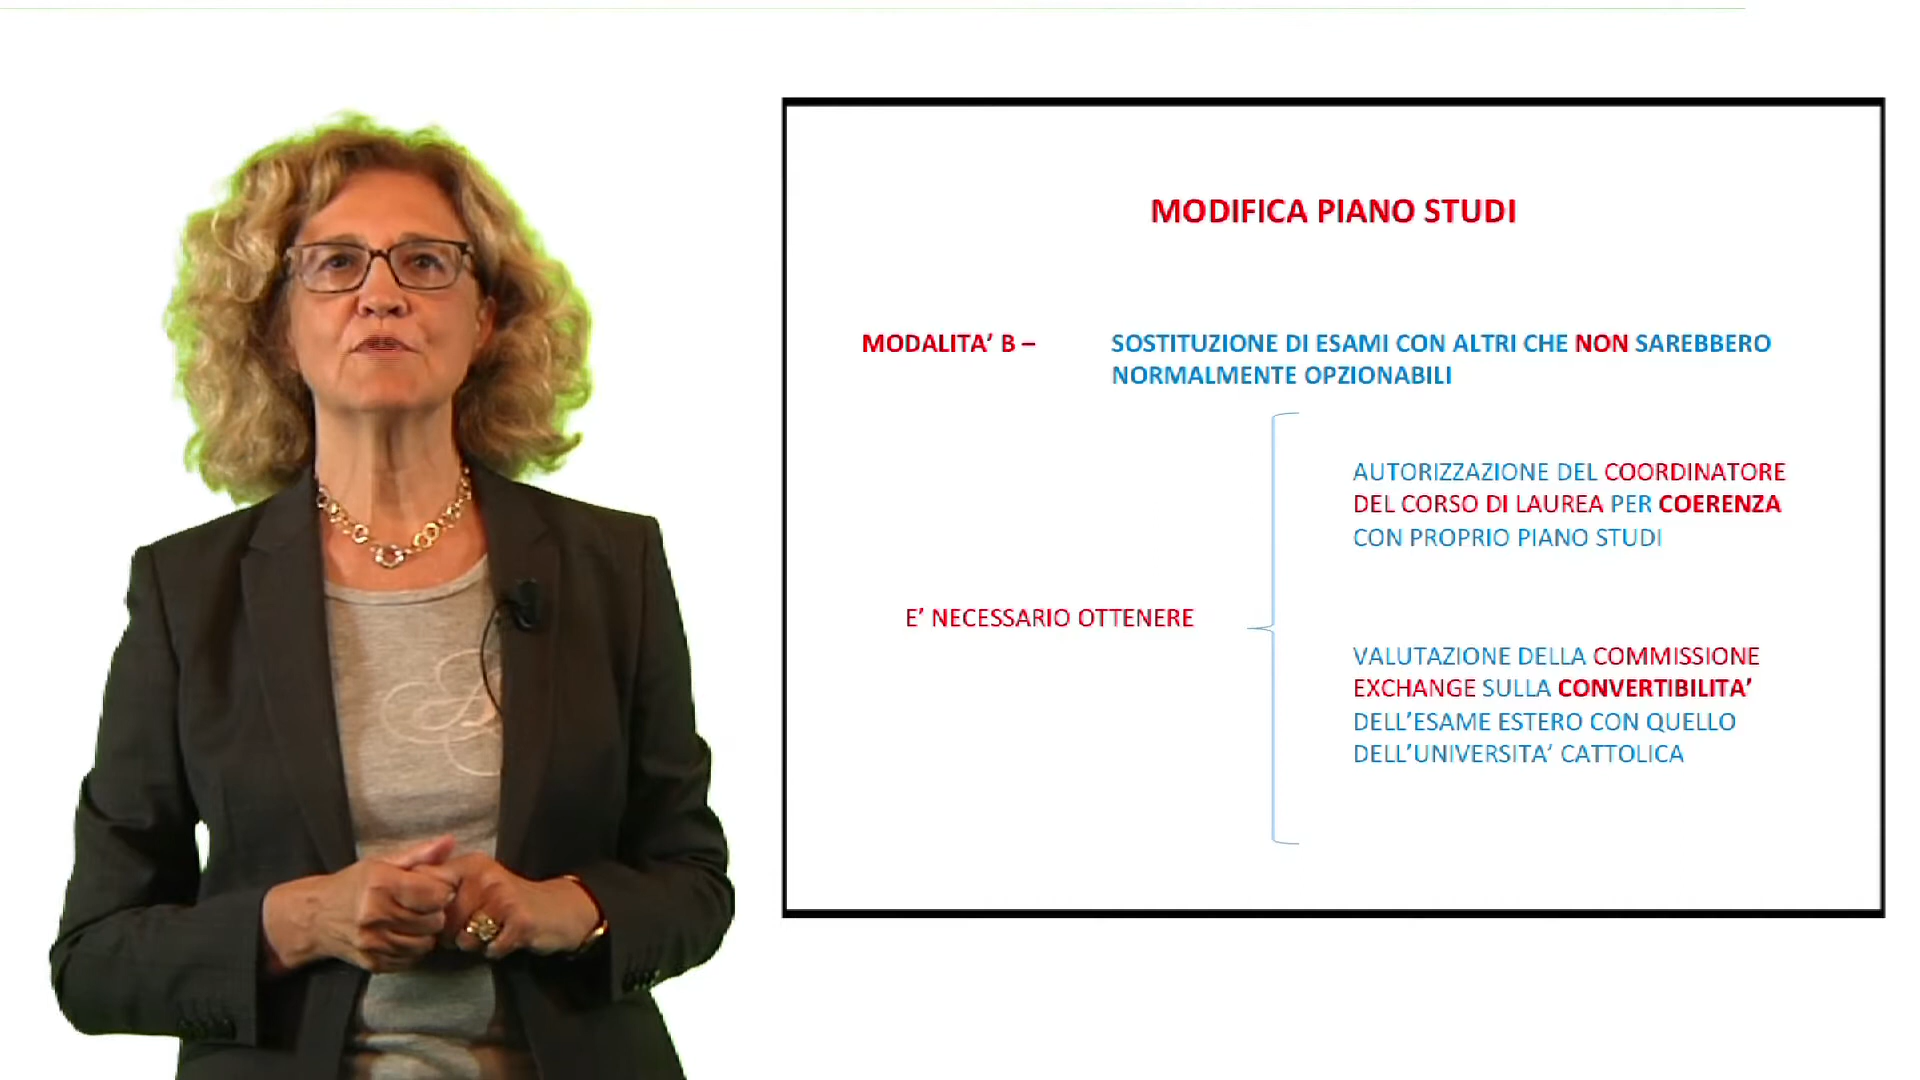 MODIFICA PIANO STUDI
MODALITA’ B –
SOSTITUZIONE DI ESAMI CON ALTRI CHE NON SAREBBERO
NORMALMENTE OPZIONABILI
AUTORIZZAZIONE DEL COORDINATORE
DEL CORSO DI LAUREA PER COERENZA
CON PROPRIO PIANO STUDI
E’ NECESSARIO OTTENERE
VALUTAZIONE DELLA COMMISSIONE
EXCHANGE SULLA CONVERTIBILITA’
DELL’ESAME ESTERO CON QUELLO
DELL’UNIVERSITA’ CATTOLICA